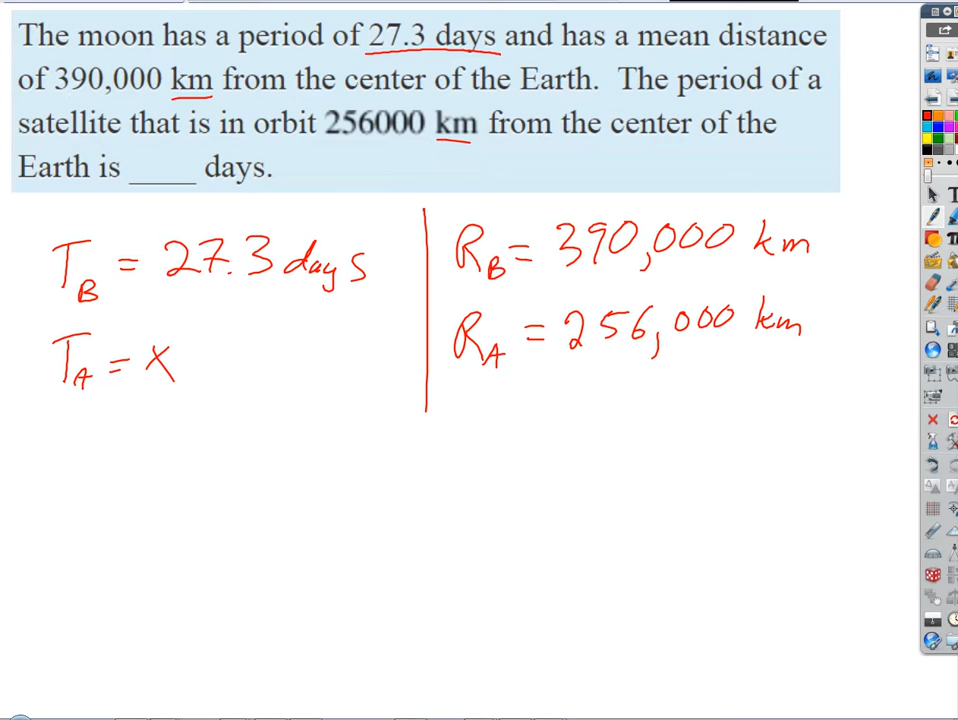 The moon has a period of 27.3 days and has a mean distance
of 390,000 km from the center of the Earth. The period of a
satellite that is in orbit 256000 km from the center of the
Earth is _____ days.
T_B = 27.3 days
T_A = x
R_B = 390,000 km
R_A = 256,000 km